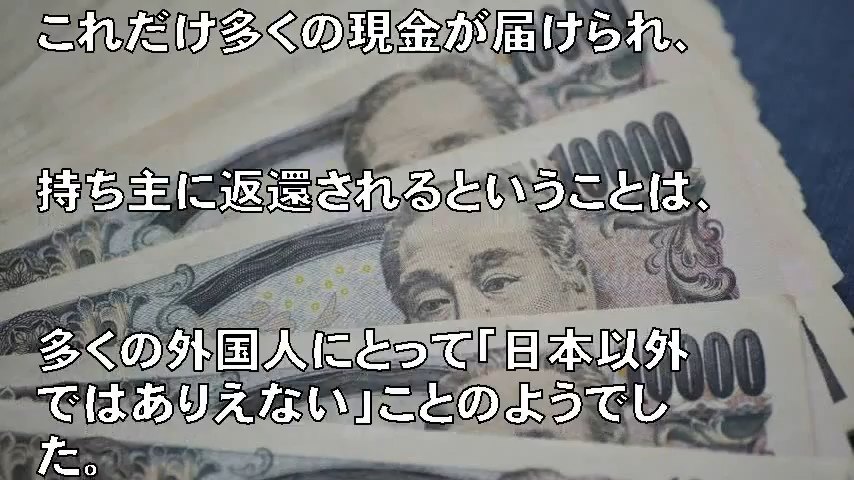 これだけ多くの現金が届けられ、
10000
持ち主に返還されるということは、
10000
多くの外国人にとって「日本以外
ではありえない」ことのようでし
た。